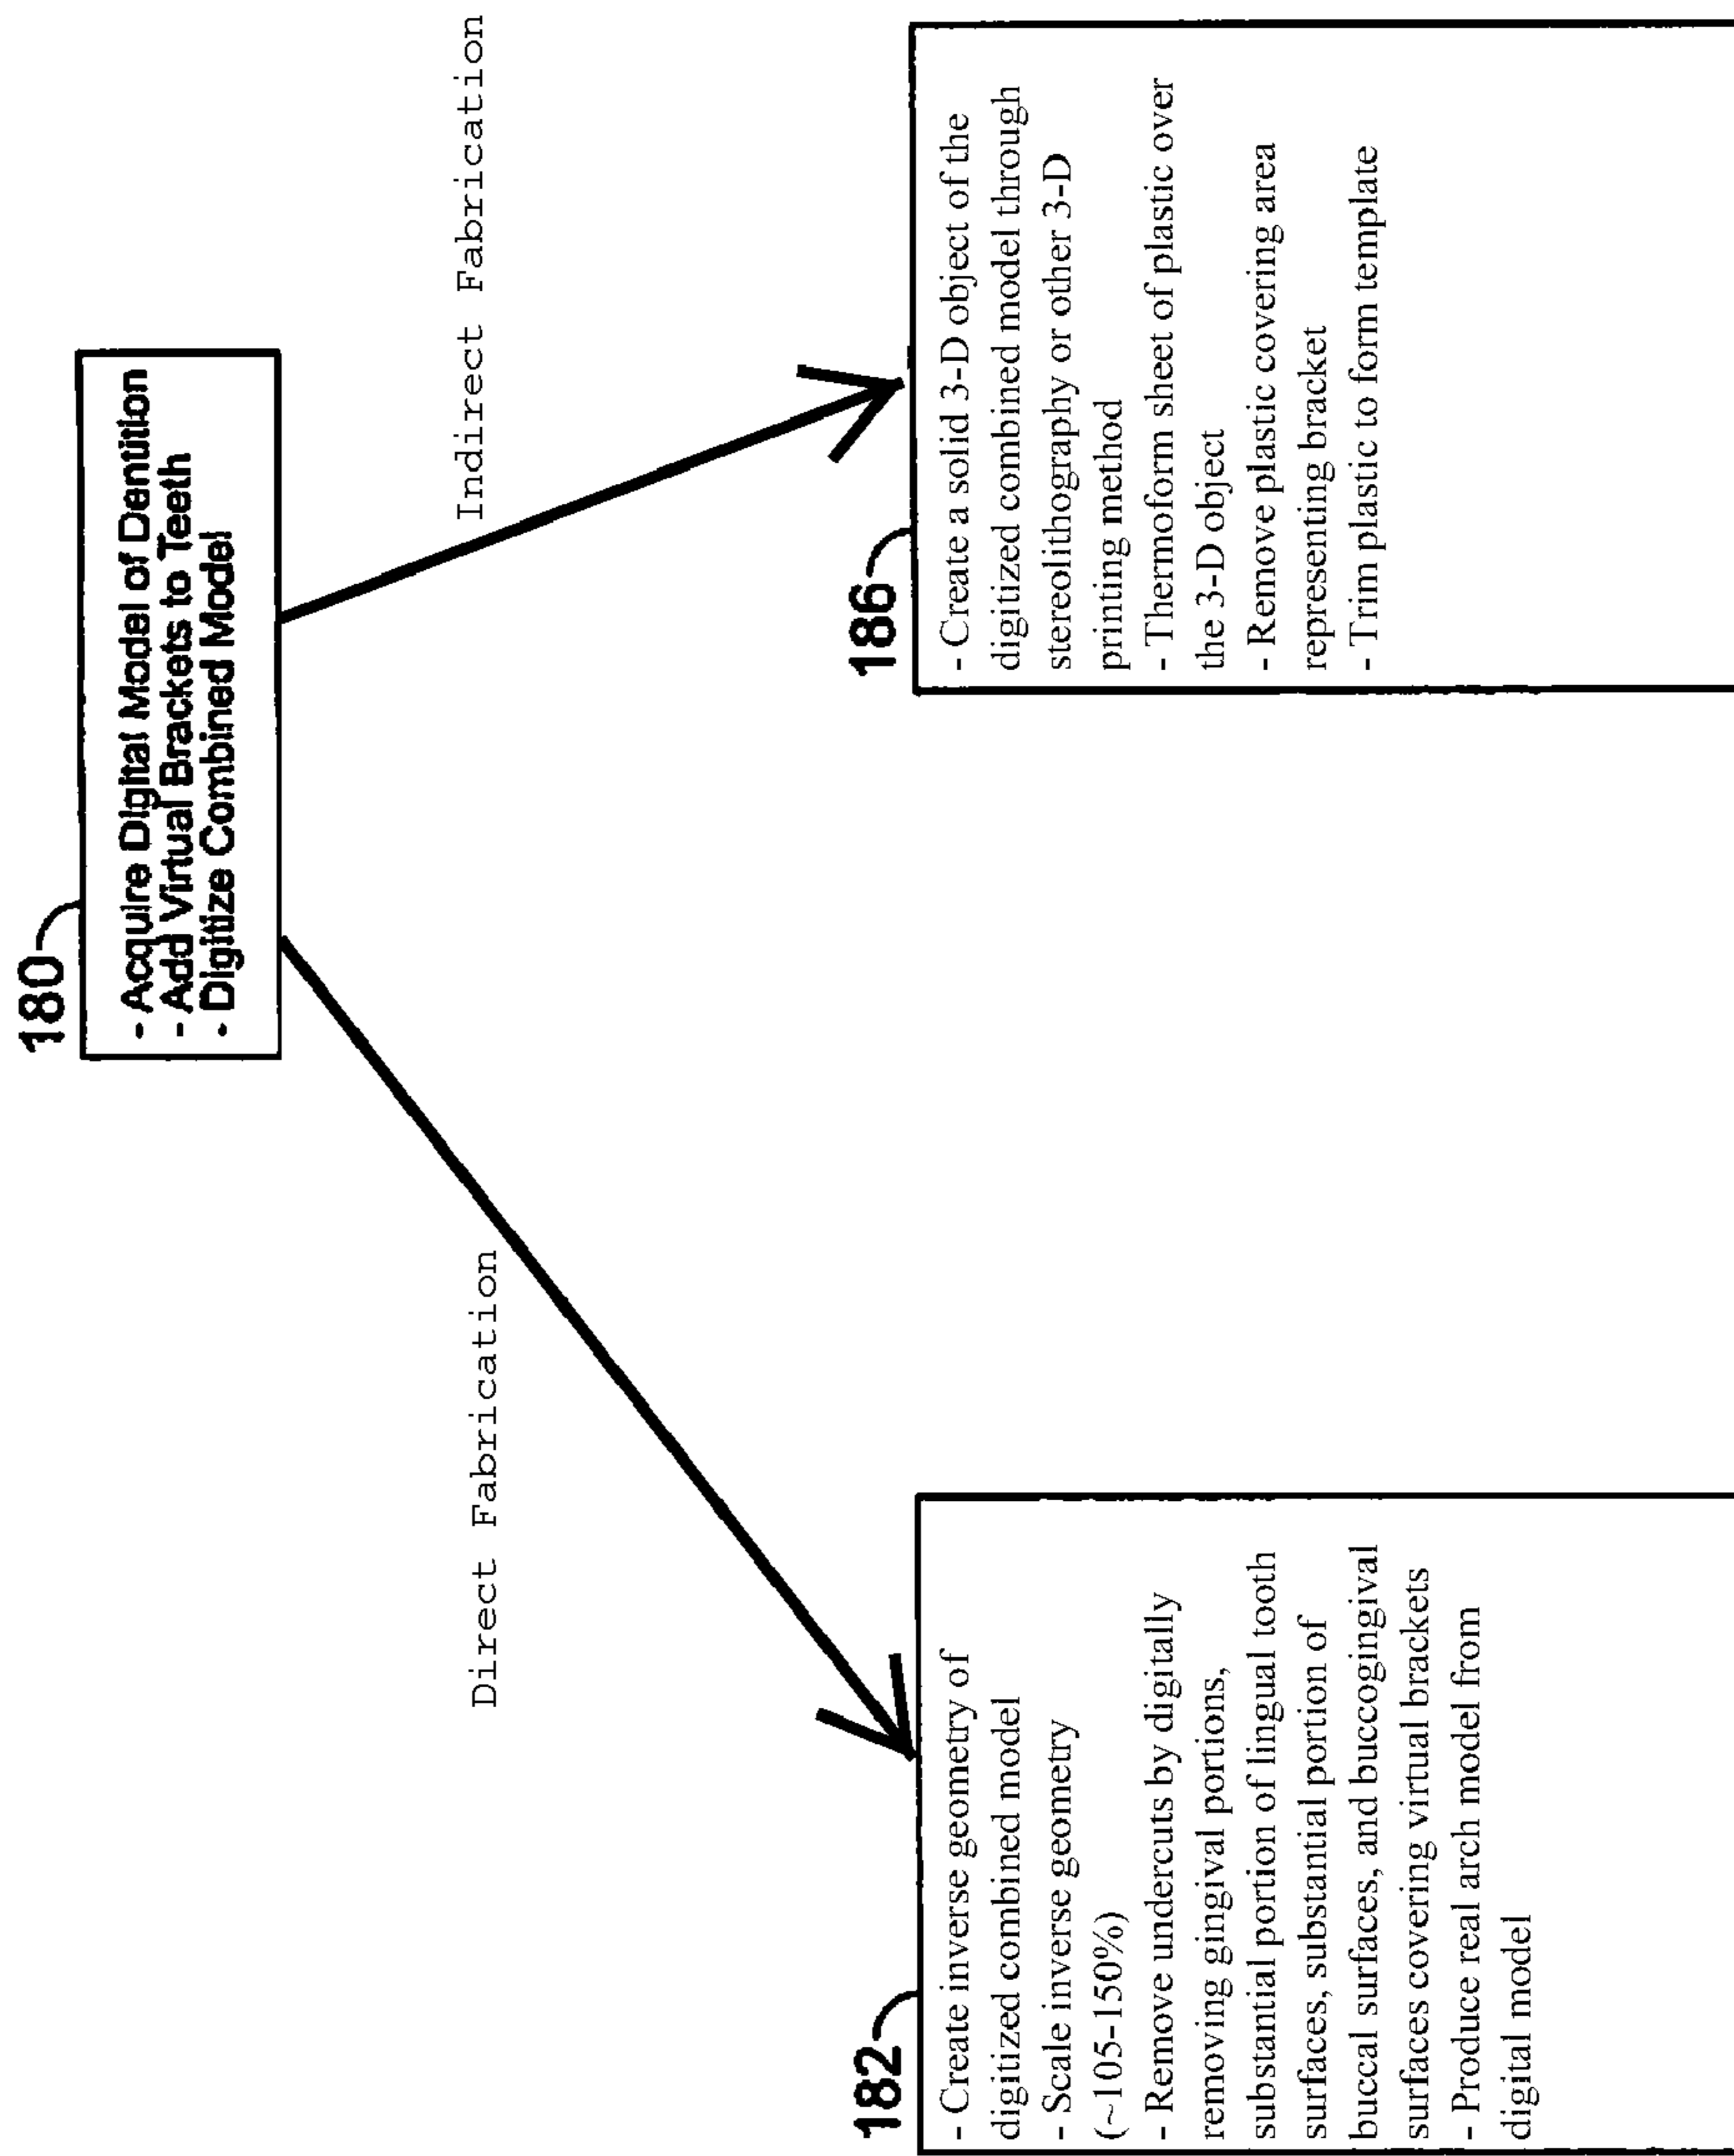 180
- Acquire Digital Model of Dentition
- Add Virtual Brackets to Teeth
- Digitize Combined Model
Direct Fabrication
Indirect Fabrication
182
- Create inverse geometry of
digitized combined model
- Scale inverse geometry
(~105-150%)
- Remove undercuts by digitally
removing gingival portions,
substantial portion of lingual tooth
surfaces, substantial portion of
buccal surfaces, and buccogingival
surfaces covering virtual brackets
- Produce real arch model from
digital model
186
- Create a solid 3-D object of the
digitized combined model through
stereolithography or other 3-D
printing method
- Thermoform sheet of plastic over
the 3-D object
- Remove plastic covering area
representing bracket
- Trim plastic to form template